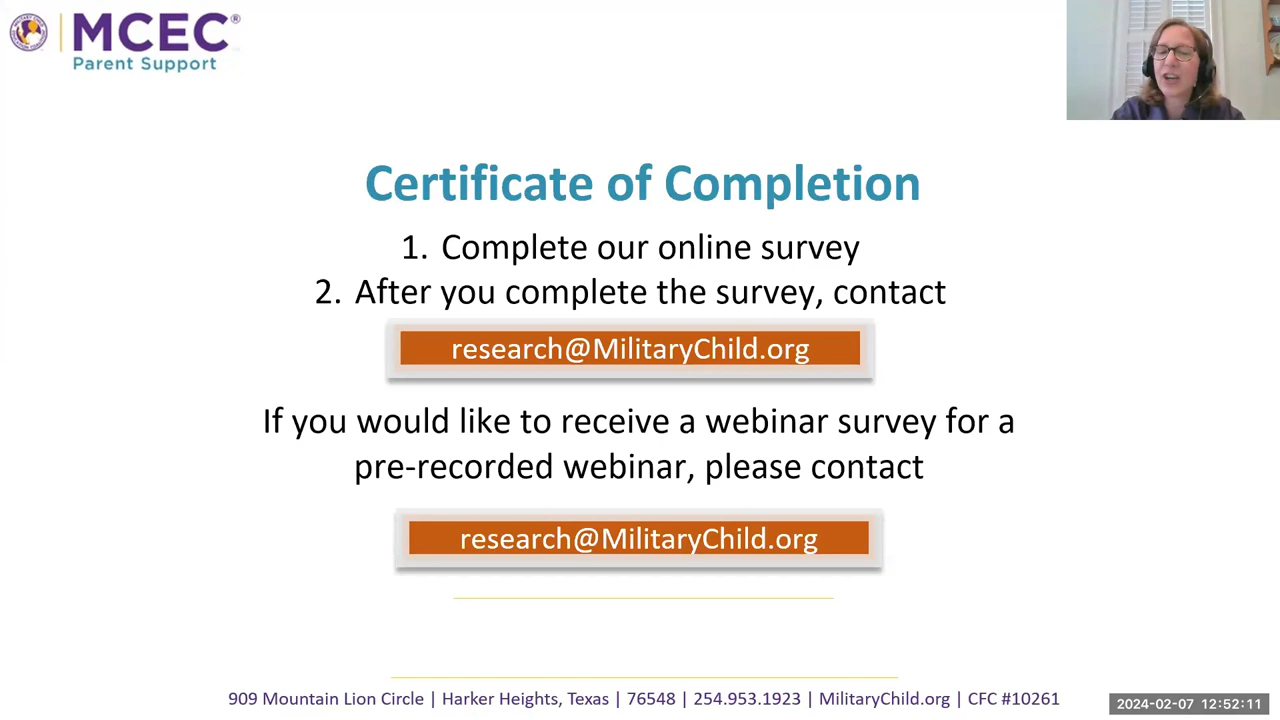 MCEC®
Parent Support
Certificate of Completion
1. Complete our online survey
2. After you complete the survey, contact
research@MilitaryChild.org
If you would like to receive a webinar survey for a
pre-recorded webinar, please contact
research@MilitaryChild.org
909 Mountain Lion Circle | Harker Heights, Texas | 76548 | 254.953.1923 | MilitaryChild.org | CFC #10261
2024-02-07 12:52:11